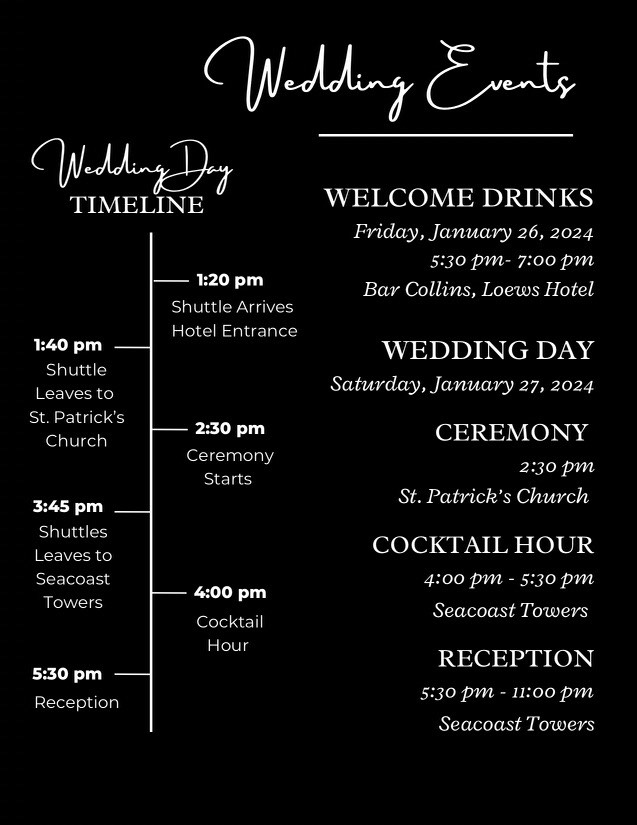 Wedding Events
Wedding Day
TIMELINE
1:20 pm
Shuttle Arrives
Hotel Entrance
1:40 pm
Shuttle
Leaves to
St. Patrick's
Church
2:30 pm
Ceremony
Starts
3:45 pm
Shuttles
Leaves to
Seacoast
Towers
4:00 pm
Cocktail
Hour
5:30 pm
Reception
WELCOME DRINKS
Friday, January 26, 2024
5:30 pm- 7:00 pm
Bar Collins, Loews Hotel
WEDDING DAY
Saturday, January 27, 2024
CEREMONY
2:30 pm
St. Patrick's Church
COCKTAIL HOUR
4:00 pm - 5:30 pm
Seacoast Towers
RECEPTION
5:30 pm - 11:00 pm
Seacoast Towers